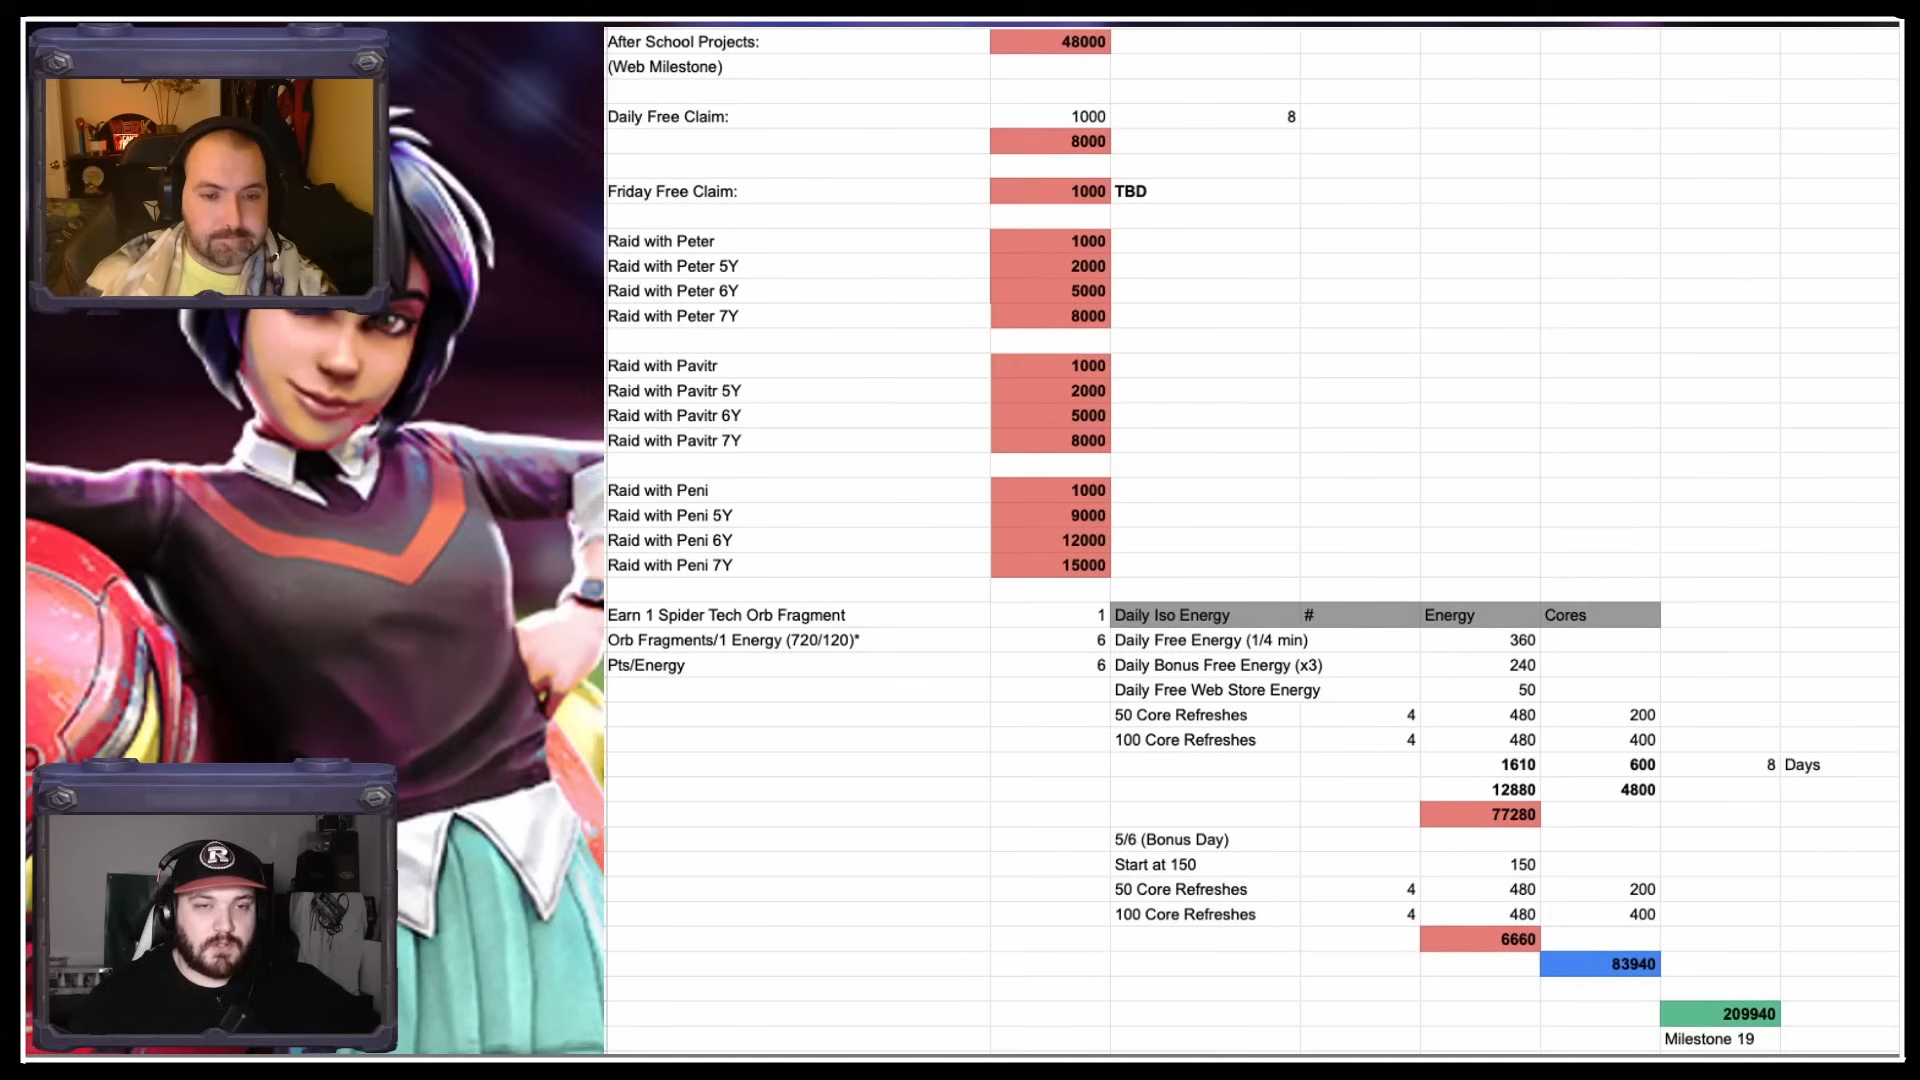 After School Projects: 48000
(Web Milestone)
Daily Free Claim: 1000 8
8000
Friday Free Claim: 1000 TBD
Raid with Peter 1000
Raid with Peter 5Y 2000
Raid with Peter 6Y 5000
Raid with Peter 7Y 8000
Raid with Pavitr 1000
Raid with Pavitr 5Y 2000
Raid with Pavitr 6Y 5000
Raid with Pavitr 7Y 8000
Raid with Peni 1000
Raid with Peni 5Y 9000
Raid with Peni 6Y 12000
Raid with Peni 7Y 15000
Earn 1 Spider Tech Orb Fragment 1 Daily Iso Energy # Energy Cores
Orb Fragments/1 Energy (720/120)* 6 Daily Free Energy (1/4 min) 360
Pts/Energy 6 Daily Bonus Free Energy (x3) 240
Daily Free Web Store Energy 50
50 Core Refreshes 4 480 200
100 Core Refreshes 4 480 400
1610 600 8 Days
12880 4800
77280
5/6 (Bonus Day)
Start at 150 150
50 Core Refreshes 4 480 200
100 Core Refreshes 4 480 400
6660
83940
209940
Milestone 19
R